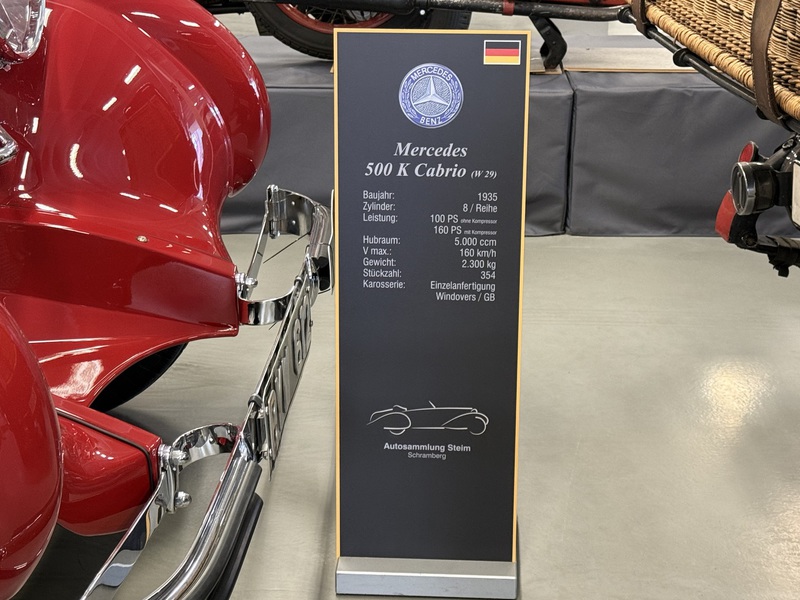 MERCEDES
BENZ
Mercedes
500 K Cabrio (W 29)
Baujahr: 1935
Zylinder: 8 / Reihe
Leistung: 100 PS ohne Kompressor
160 PS mit Kompressor
Hubraum: 5.000 ccm
V max.: 160 km/h
Gewicht: 2.300 kg
Stückzahl: 354
Karosserie: Einzelanfertigung
Windovers / GB
Autosammlung Steim
Schramberg